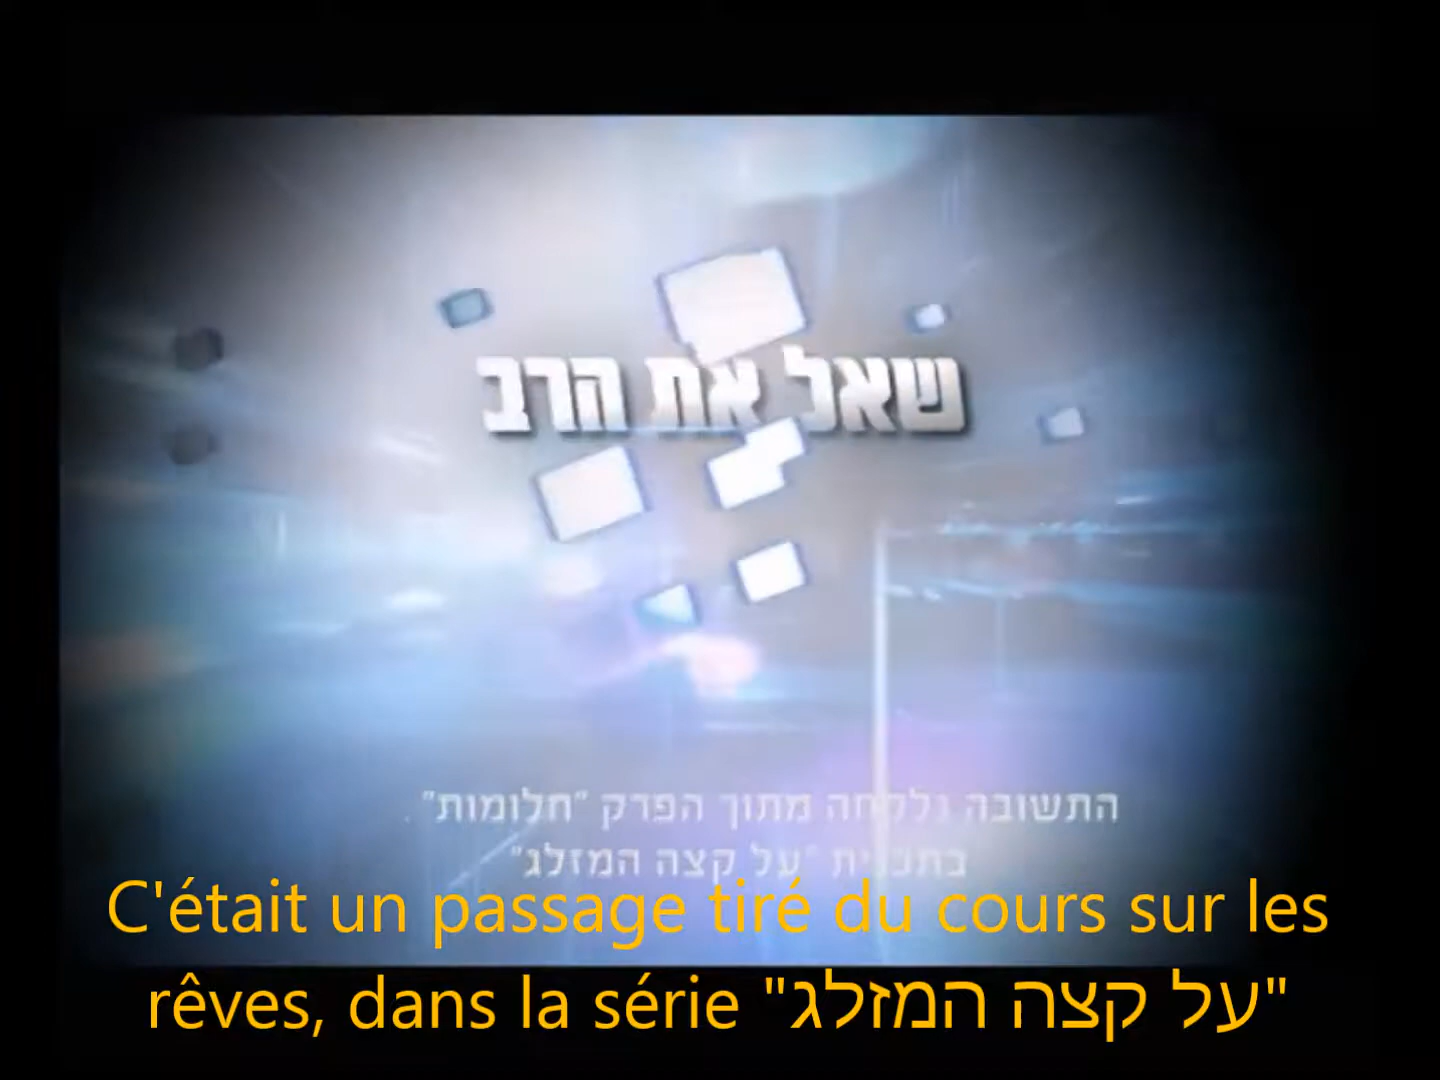 שאל את הרב
התשובה נלקחה מתוך הפרק "חלומות".
בתכנית "על קצה המזלג"
C'était un passage tiré du cours sur les
rêves, dans la série "על קצה המזלג"